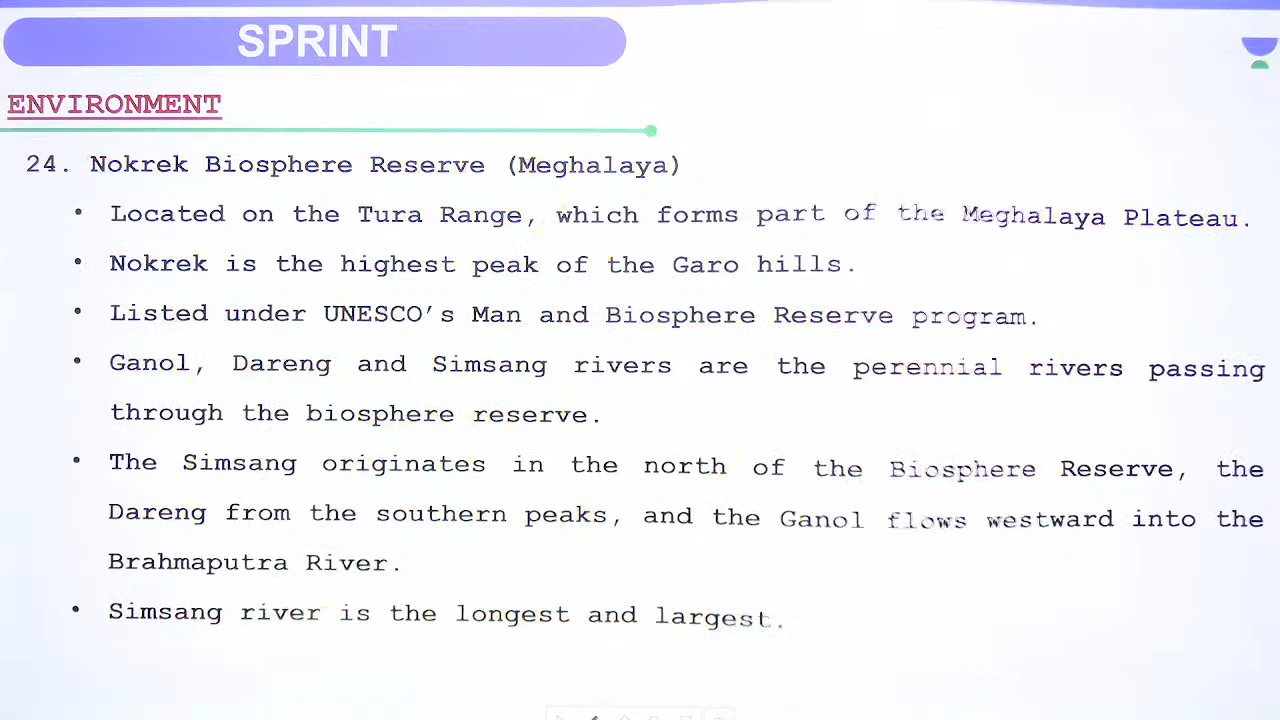 SPRINT
ENVIRONMENT
24. Nokrek Biosphere Reserve (Meghalaya)
• Located on the Tura Range, which forms part of the Meghalaya Plateau.
• Nokrek is the highest peak of the Garo hills.
• Listed under UNESCO's Man and Biosphere Reserve program.
• Ganol, Dareng and Simsang rivers are the perennial rivers passing
through the biosphere reserve.
• The Simsang originates in the north of the Biosphere Reserve, the
Dareng from the southern peaks, and the Ganol flows westward into the
Brahmaputra River.
• Simsang river is the longest and largest.